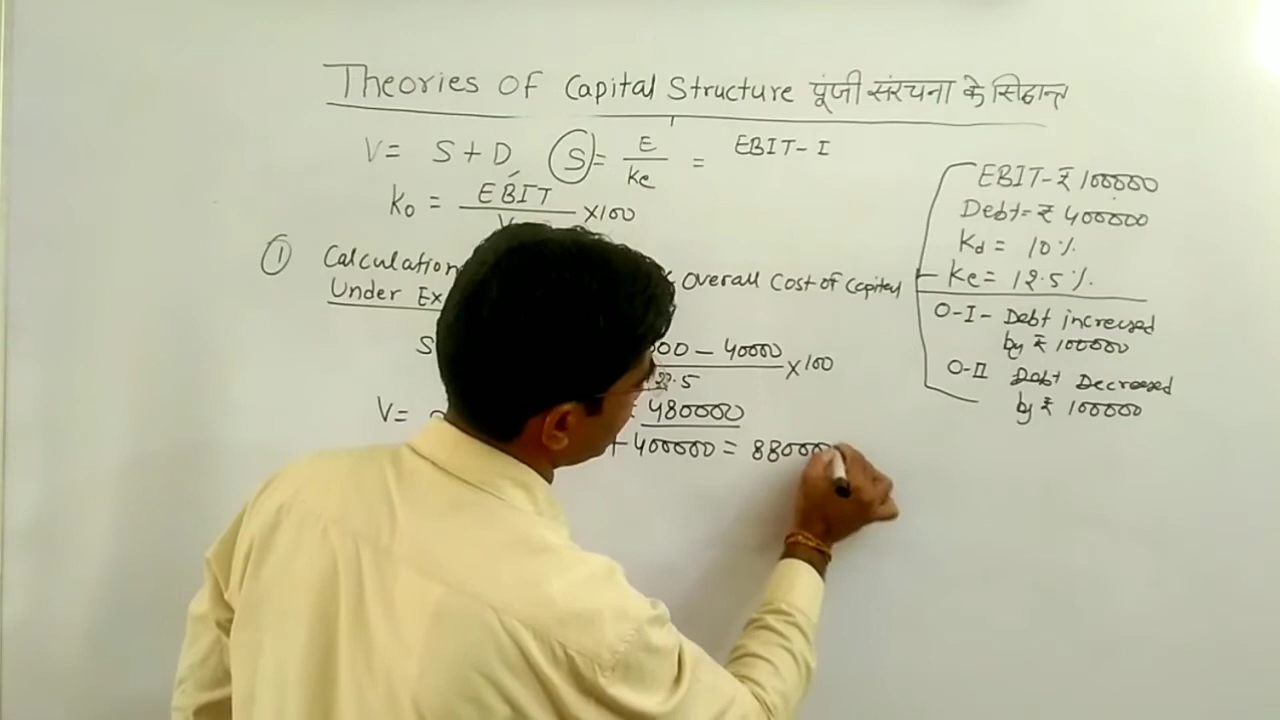 Theories OF Capital Structure पूंजी संरचना के सिद्धान्त
V= S+D, S = E/Ke = EBIT-I
Ko = EBIT/V ×100
① Calculation Overall Cost of Capital
Under Ex
S 00 - 40000 ×100
V= 480000
+ 400000 = 88000
EBIT-₹ 100000
Debt=₹ 400000
Kd = 10%
Ke= 12.5%
O-I- Debt increased
by ₹ 100000
O-II Debt Decreased
by ₹ 100000